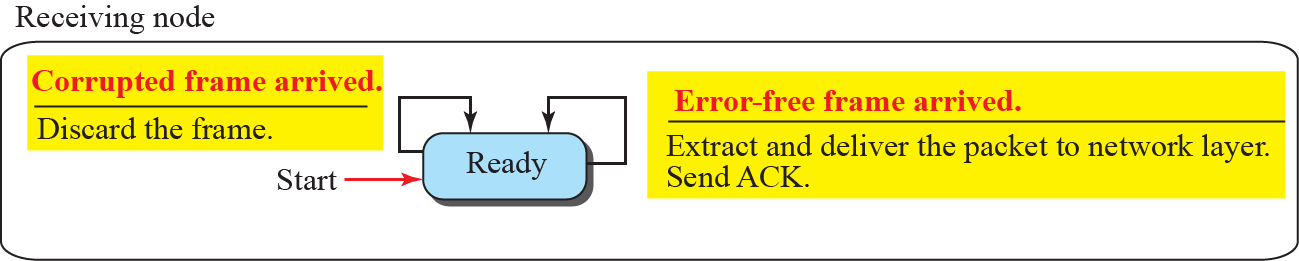 Receiving node
Corrupted frame arrived.
Discard the frame.
Start
Ready
Error-free frame arrived.
Extract and deliver the packet to network layer.
Send ACK.